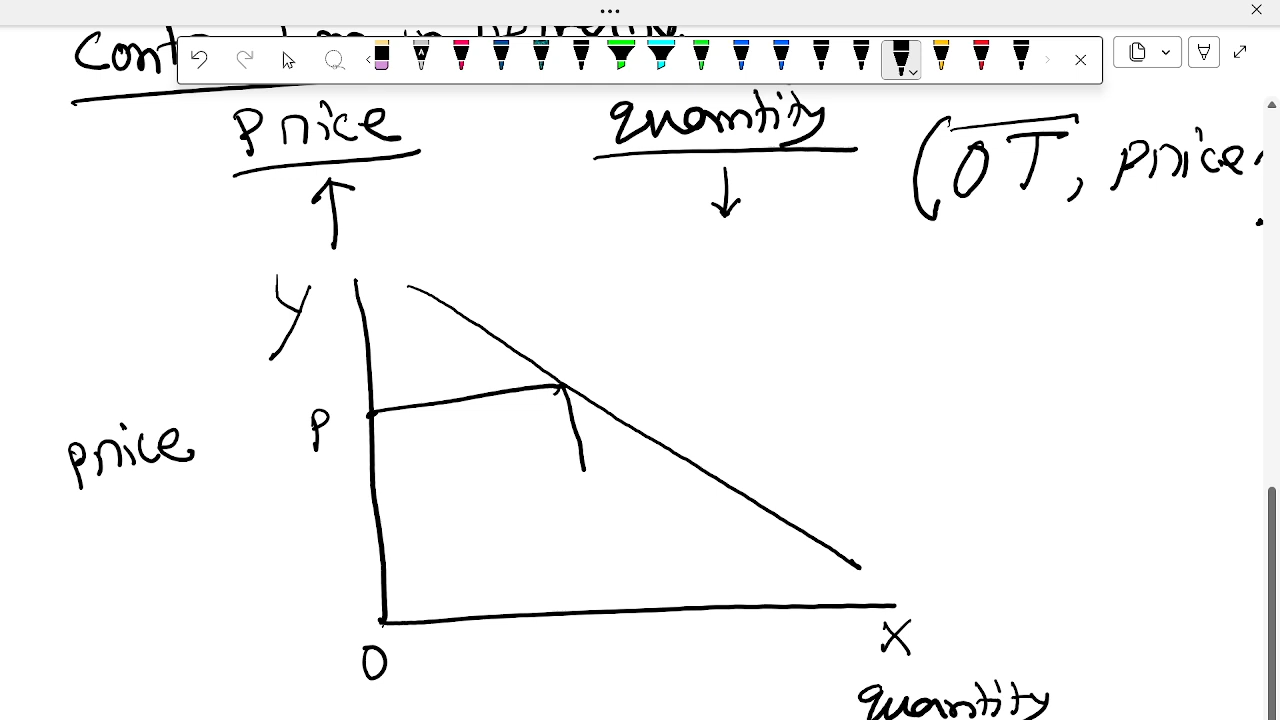 price quantity (OT, price
Y
P
price
O X
quantity